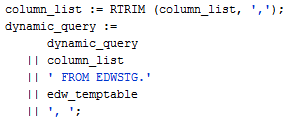 column_list := RTRIM (column_list, ',');
dynamic_query :=
dynamic_query
|| column_list
|| ' FROM EDWSTG.'
|| edw_temptable
|| ', ';